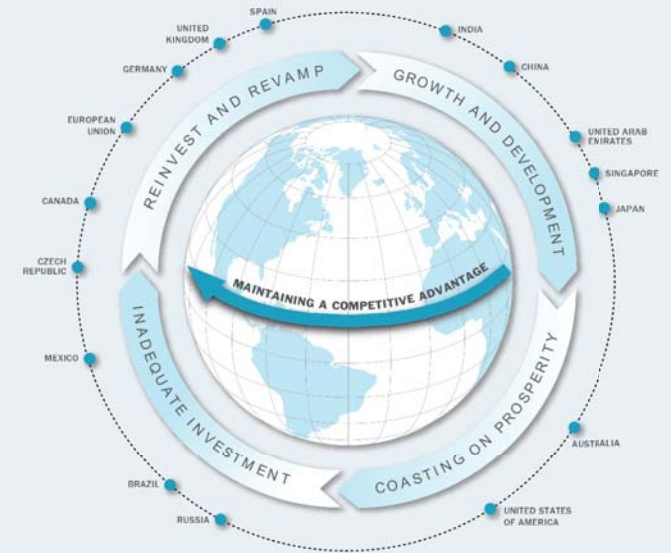 SPAIN
UNITED
KINGDOM
GERMANY
EUROPEAN
UNION
CANADA
CZECH
REPUBLIC
MEXICO
BRAZIL
RUSSIA
INDIA
CHINA
UNITED ARAB
EMIRATES
SINGAPORE
JAPAN
AUSTRALIA
UNITED STATES
OF AMERICA
REINVEST AND REVAMP
GROWTH AND DEVELOPMENT
COASTING ON PROSPERITY
INADEQUATE INVESTMENT
MAINTAINING A COMPETITIVE ADVANTAGE